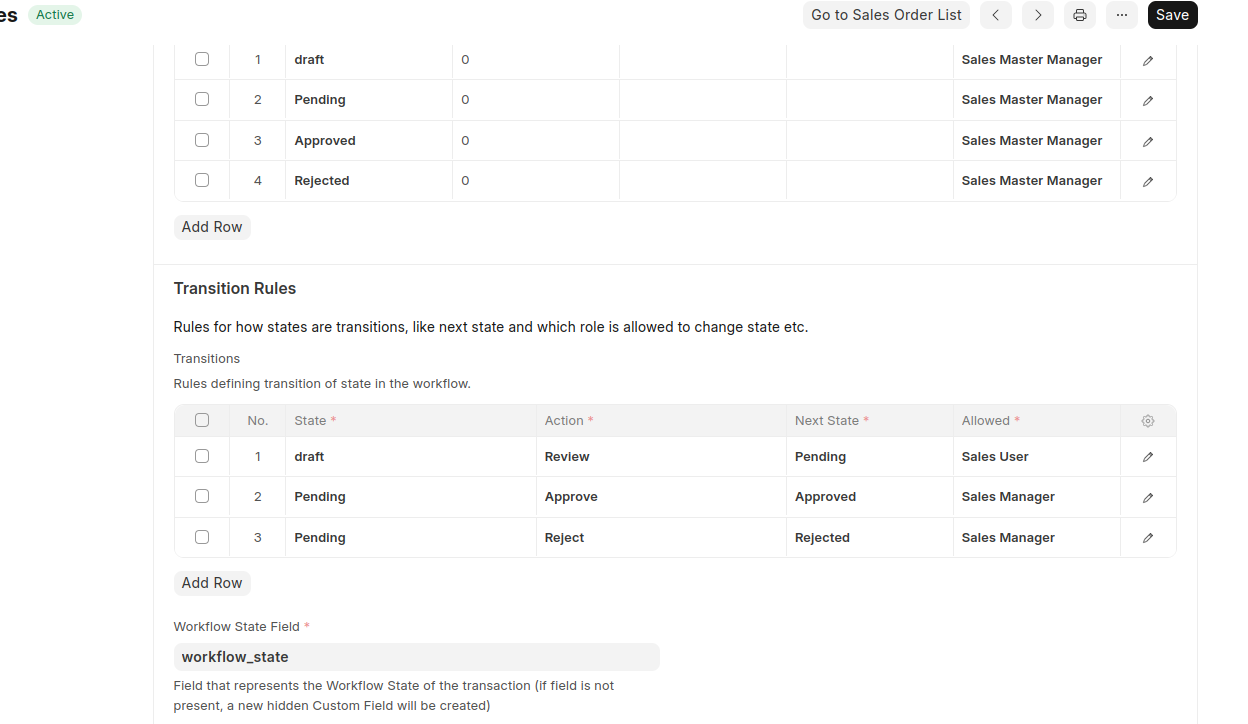 es Active Go to Sales Order List Save
1 draft 0 Sales Master Manager
2 Pending 0 Sales Master Manager
3 Approved 0 Sales Master Manager
4 Rejected 0 Sales Master Manager
Add Row
Transition Rules
Rules for how states are transitions, like next state and which role is allowed to change state etc.
Transitions
Rules defining transition of state in the workflow.
No. State * Action * Next State * Allowed *
1 draft Review Pending Sales User
2 Pending Approve Approved Sales Manager
3 Pending Reject Rejected Sales Manager
Add Row
Workflow State Field *
workflow_state
Field that represents the Workflow State of the transaction (if field is not
present, a new hidden Custom Field will be created)